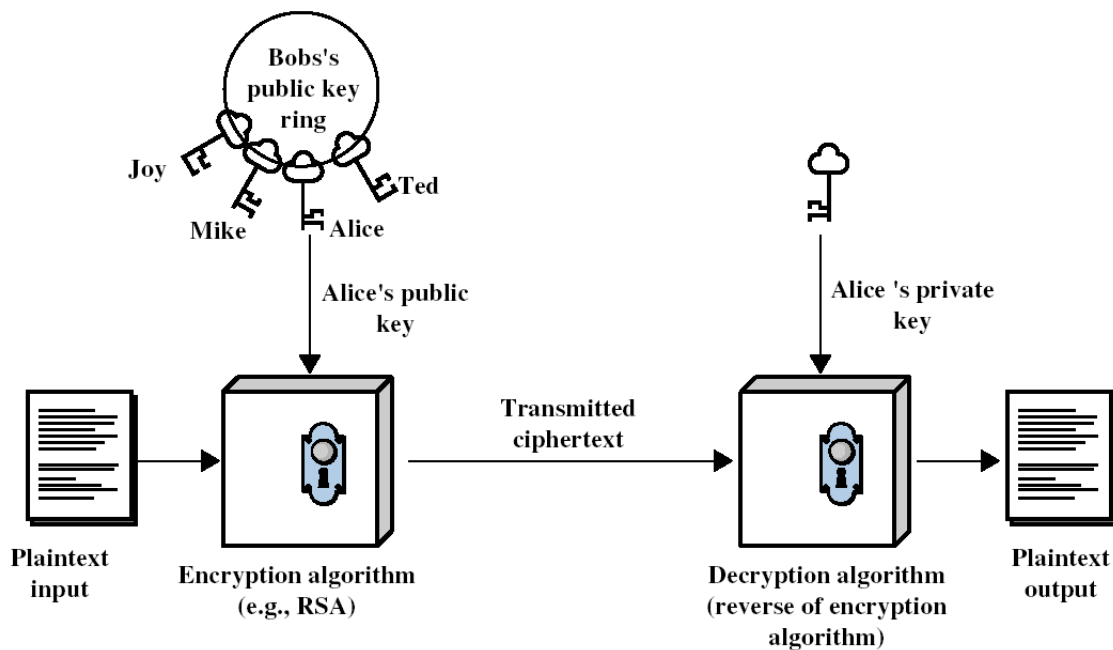 Bobs's
public key
ring
Joy
Mike
Alice
Ted
Alice's public
key
Alice 's private
key
Transmitted
ciphertext
Plaintext
input
Encryption algorithm
(e.g., RSA)
Decryption algorithm
(reverse of encryption
algorithm)
Plaintext
output